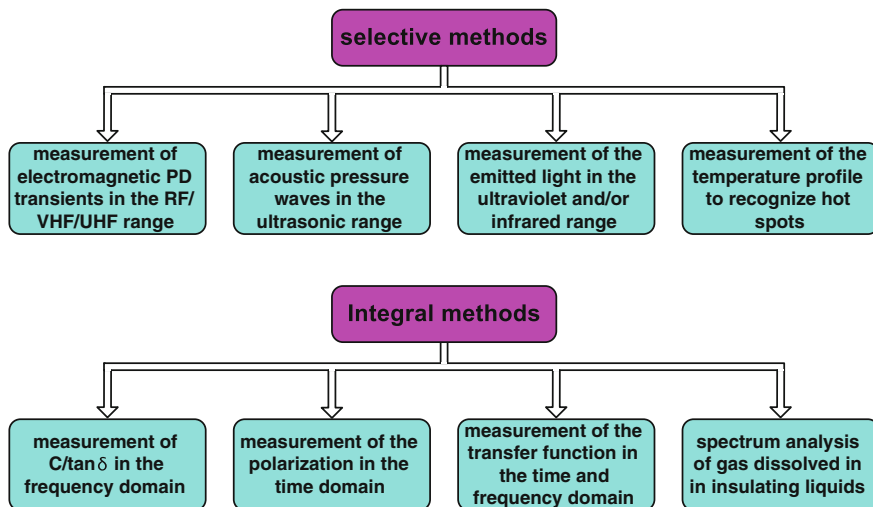 selective methods
measurement of
electromagnetic PD
transients in the RF/
VHF/UHF range
measurement of
acoustic pressure
waves in the
ultrasonic range
measurement of the
emitted light in the
ultraviolet and/or
infrared range
measurement of the
temperature profile
to recognize hot
spots
Integral methods
measurement of
C/tan δ in the
frequency domain
measurement of the
polarization in the
time domain
measurement of the
transfer function in
the time and
frequency domain
spectrum analysis
of gas dissolved in
in insulating liquids